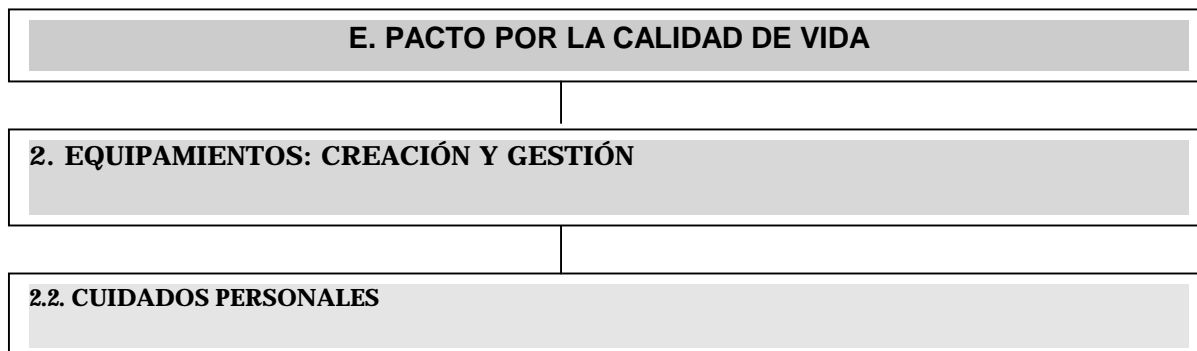 E. PACTO POR LA CALIDAD DE VIDA
2. EQUIPAMIENTOS: CREACIÓN Y GESTIÓN
2.2. CUIDADOS PERSONALES